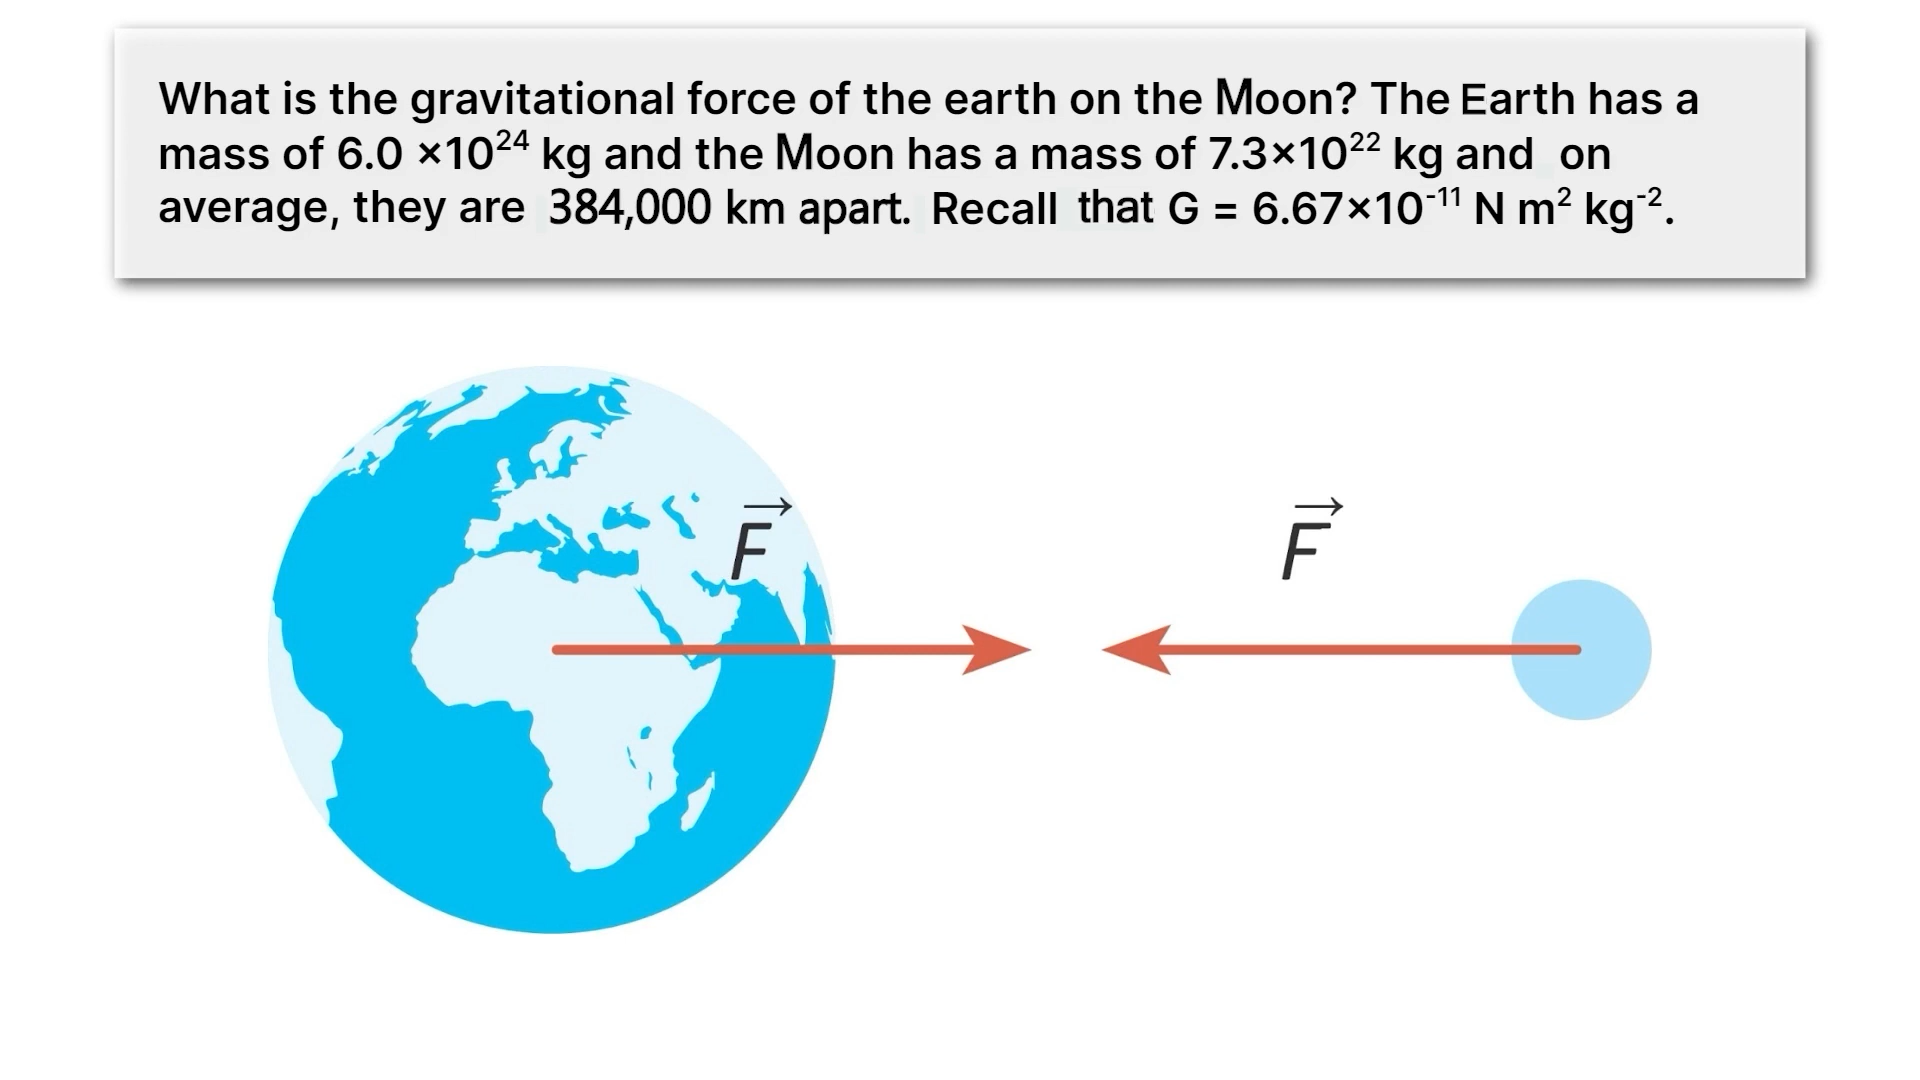 What is the gravitational force of the earth on the Moon? The Earth has a
mass of 6.0 ×10²⁴ kg and the Moon has a mass of 7.3×10²² kg and on
average, they are 384,000 km apart. Recall that G = 6.67×10⁻¹¹ N m² kg⁻².
F⃗ F⃗